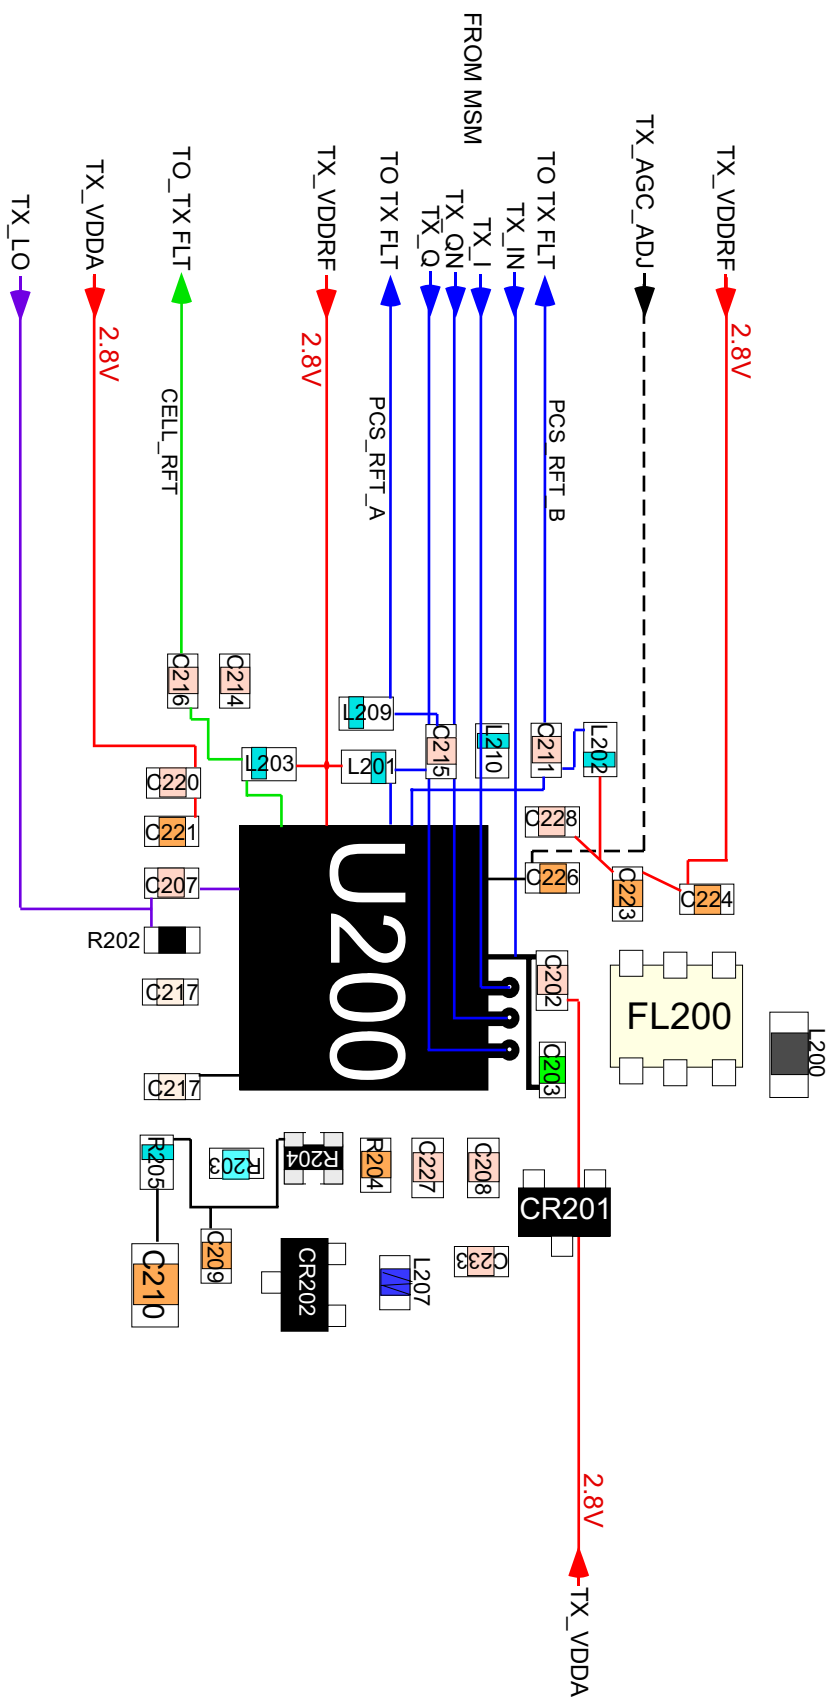 FROM MSM
TX_LO
TX_VDDA
TO_TX FLT
TX_VDDRF
TO TX FLT
TX_Q
TX_QN
TX_I
TX_IN
TO TX FLT
TX_AGC_ADJ
TX_VDDRF
2.8V
2.8V
2.8V
CELL_RFT
PCS_RFT_A
PCS_RFT_B
C216
C214
L209
C215
L210
C211
L202
L203
L201
C220
C228
C221
C207
C226
C223
C224
R202
U200
C217
C202
FL200
L200
C217
C203
R205
R203
R204
R204
C227
C208
CR201
C209
C210
CR202
L207
C233
2.8V
TX_VDDA